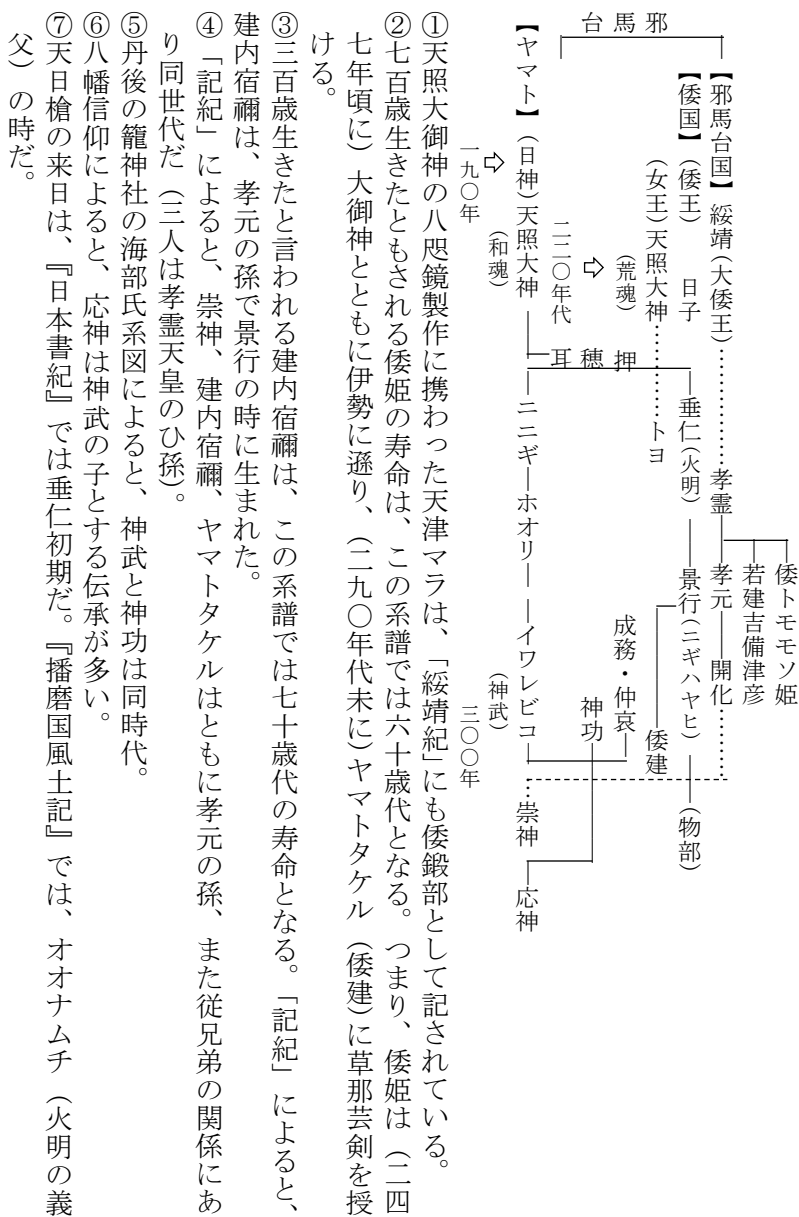 邪馬台
倭トモモソ姫
若建吉備津彦
【邪馬台国】綏靖(大倭王)………………孝霊――孝元――開化………
【倭国】(倭王) 日子
垂仁(火明)――景行(ニギハヤヒ)――(物部)
(女王)天照大神…………トヨ
(荒魂)
倭建
成務・仲哀
押穂耳
神功
二二〇年代
【ヤマト】(日神)天照大神――ニニギ―ホオリ――イワレビコ…崇神
応神
(和魂)
(神武)
一九〇年
三〇〇年
①天照大御神の八咫鏡製作に携わった天津マラは、「綏靖紀」にも倭鍛部として記されている。
②七百歳生きたともされる倭姫の寿命は、この系譜では六十歳代となる。つまり、倭姫は(二四
七年頃に)大御神とともに伊勢に遜り、(二九〇年代末に)ヤマトタケル(倭建)に草那芸剣を授
ける。
③三百歳生きたと言われる建内宿禰は、この系譜では七十歳代の寿命となる。「記紀」によると、
建内宿禰は、孝元の孫で景行の時に生まれた。
④「記紀」によると、崇神、建内宿禰、ヤマトタケルはともに孝元の孫、また従兄弟の関係にあ
り同世代だ(三人は孝霊天皇のひ孫)。
⑤丹後の籠神社の海部氏系図によると、神武と神功は同時代。
⑥八幡信仰によると、応神は神武の子とする伝承が多い。
⑦天日槍の来日は、『日本書紀』では垂仁初期だ。『播磨国風土記』では、オオナムチ(火明の義
父)の時だ。